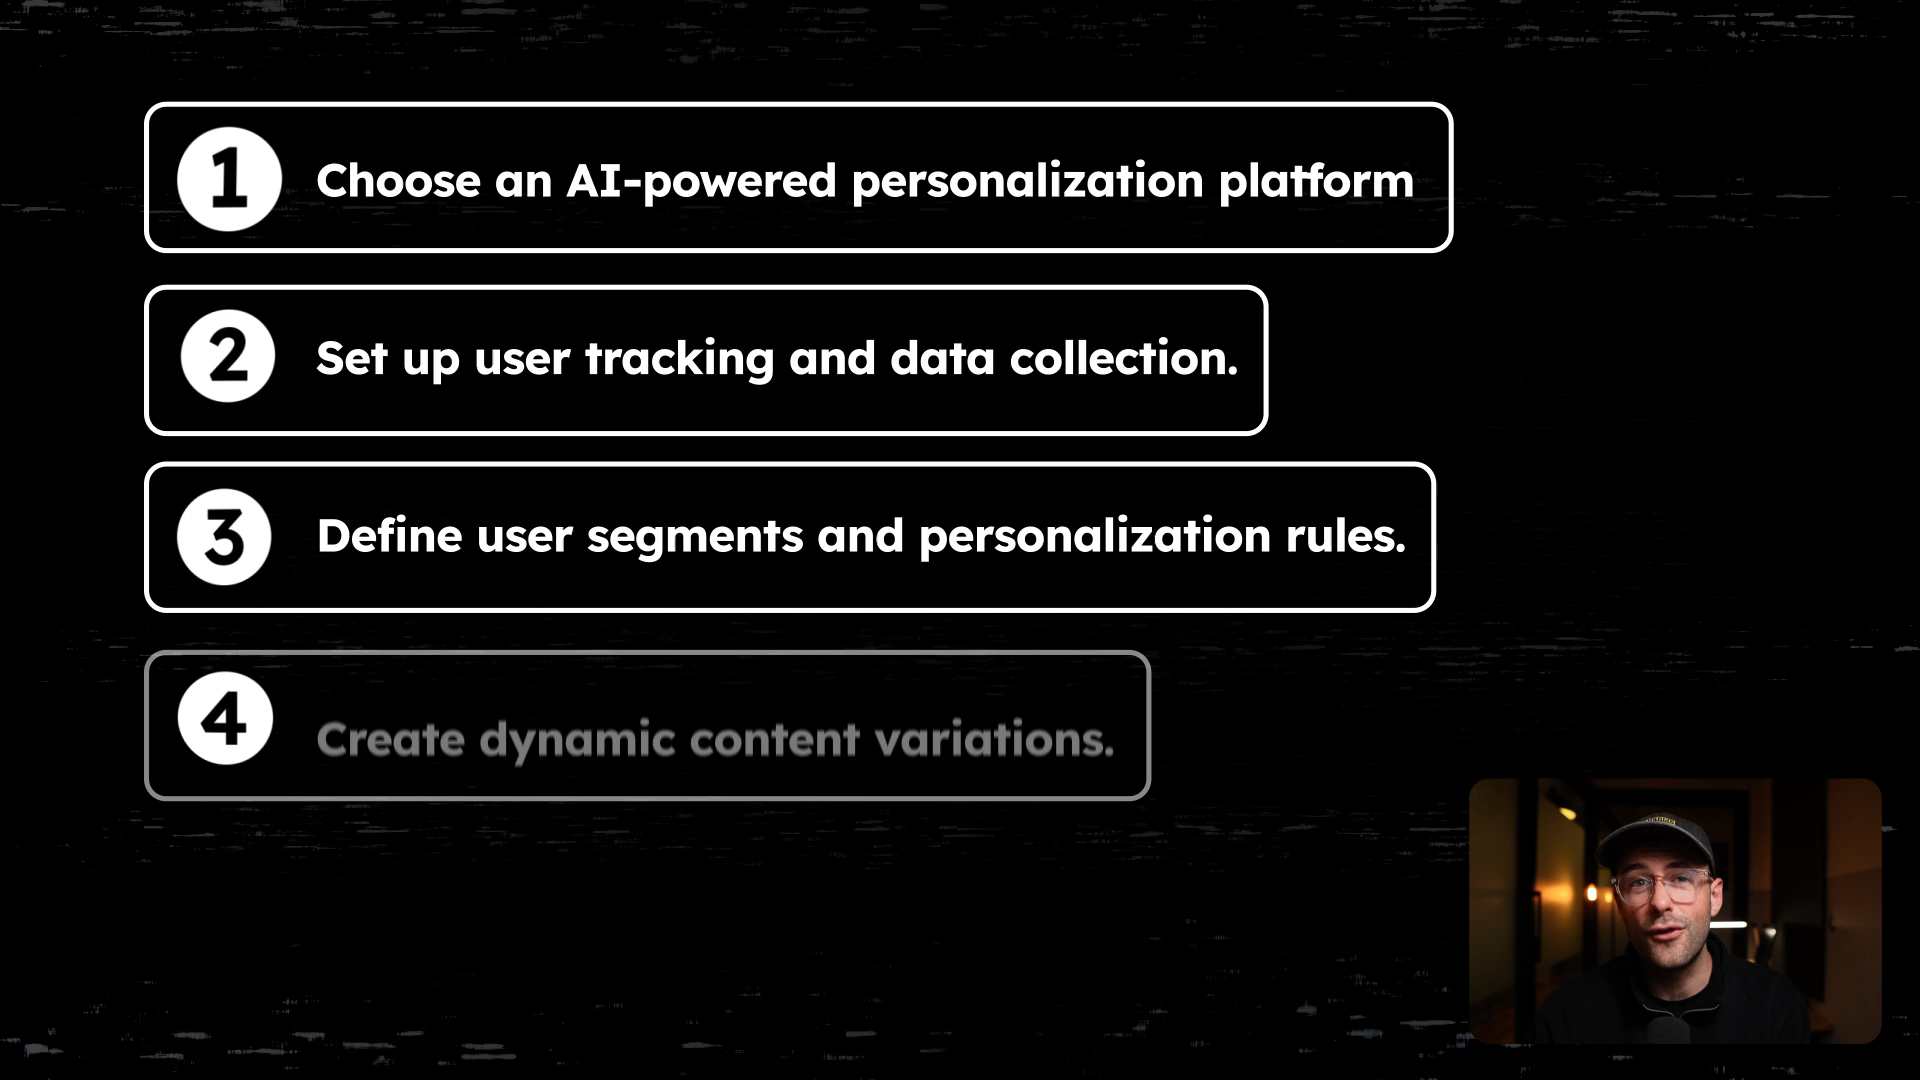 1 Choose an AI-powered personalization platform
2 Set up user tracking and data collection.
3 Define user segments and personalization rules.
4 Create dynamic content variations.